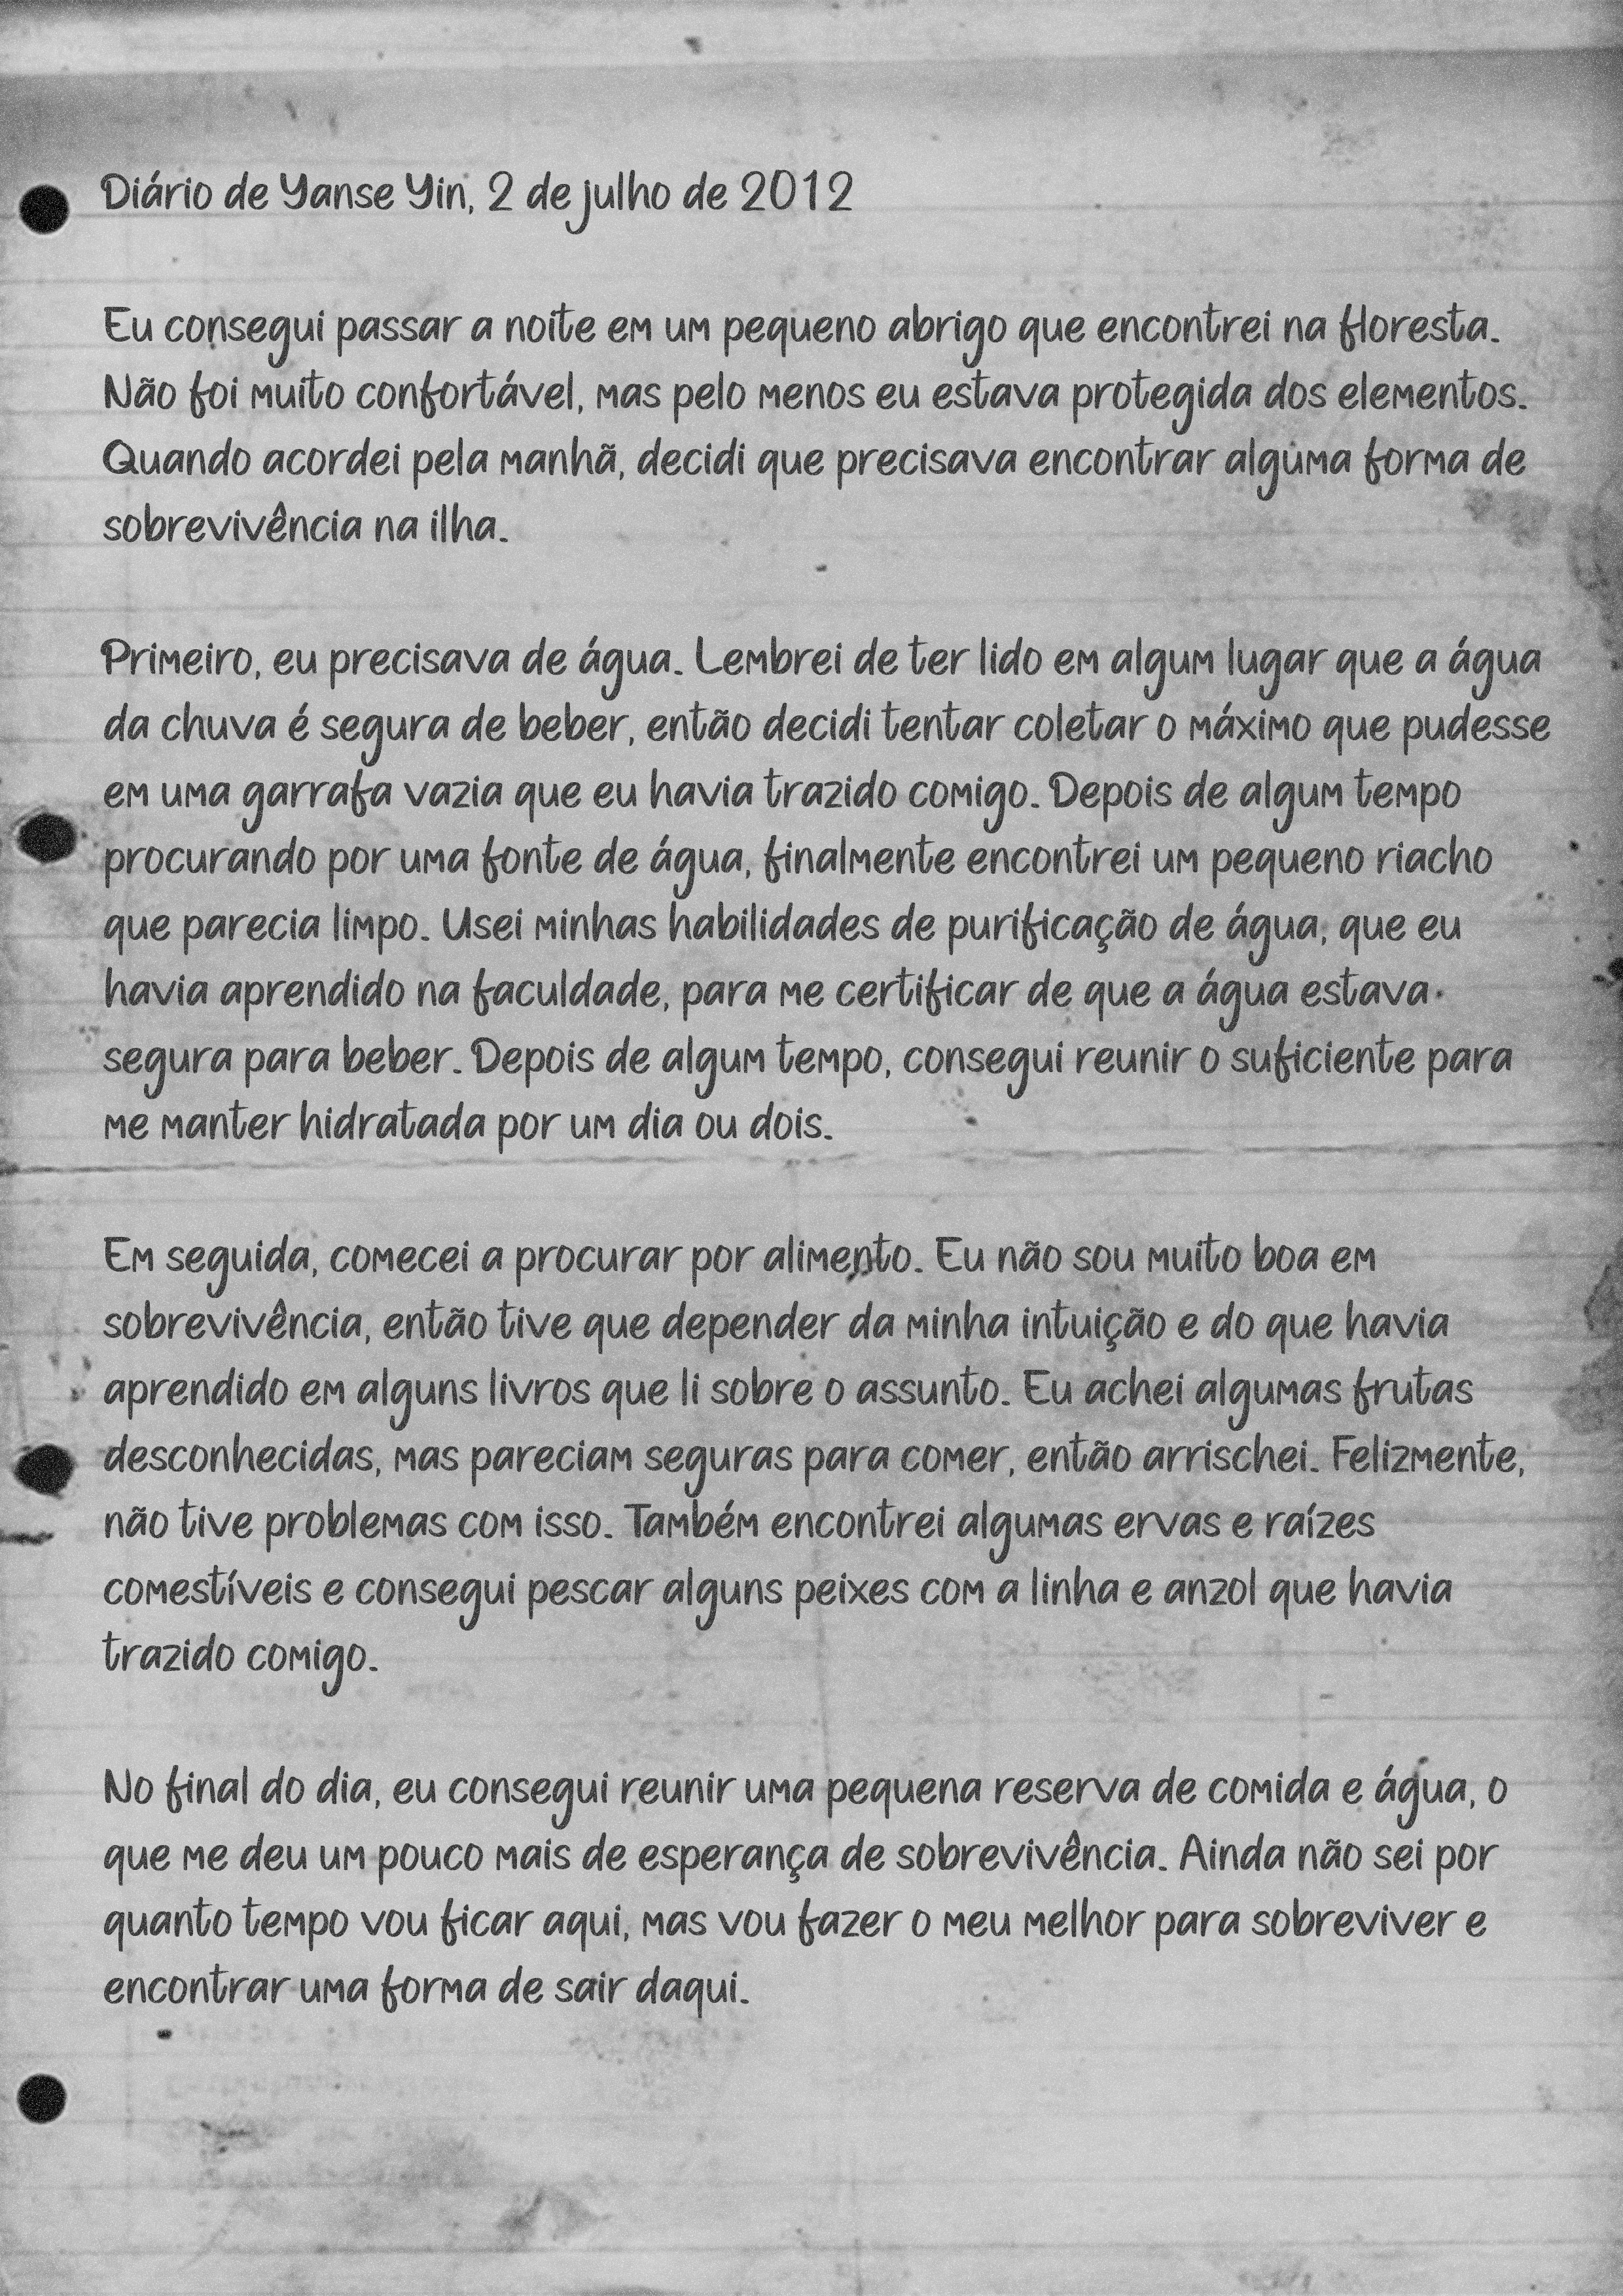 Diário de Yanse Yin, 2 de julho de 2012
Eu consegui passar a noite em um pequeno abrigo que encontrei na floresta.
Não foi muito confortável, mas pelo menos eu estava protegida dos elementos.
Quando acordei pela manhã, decidi que precisava encontrar alguma forma de
sobrevivência na ilha.
Primeiro, eu precisava de água. Lembrei de ter lido em algum lugar que a água
da chuva é segura de beber, então decidi tentar coletar o máximo que pudesse
em uma garrafa vazia que eu havia trazido comigo. Depois de algum tempo
procurando por uma fonte de água, finalmente encontrei um pequeno riacho
que parecia limpo. Usei minhas habilidades de purificação de água, que eu
havia aprendido na faculdade, para me certificar de que a água estava
segura para beber. Depois de algum tempo, consegui reunir o suficiente para
me manter hidratada por um dia ou dois.
Em seguida, comecei a procurar por alimento. Eu não sou muito boa em
sobrevivência, então tive que depender da minha intuição e do que havia
aprendido em alguns livros que li sobre o assunto. Eu achei algumas frutas
desconhecidas, mas pareciam seguras para comer, então arrischei. Felizmente,
não tive problemas com isso. Também encontrei algumas ervas e raízes
comestíveis e consegui pescar alguns peixes com a linha e anzol que havia
trazido comigo.
No final do dia, eu consegui reunir uma pequena reserva de comida e água, o
que me deu um pouco mais de esperança de sobrevivência. Ainda não sei por
quanto tempo vou ficar aqui, mas vou fazer o meu melhor para sobreviver e
encontrar uma forma de sair daqui.